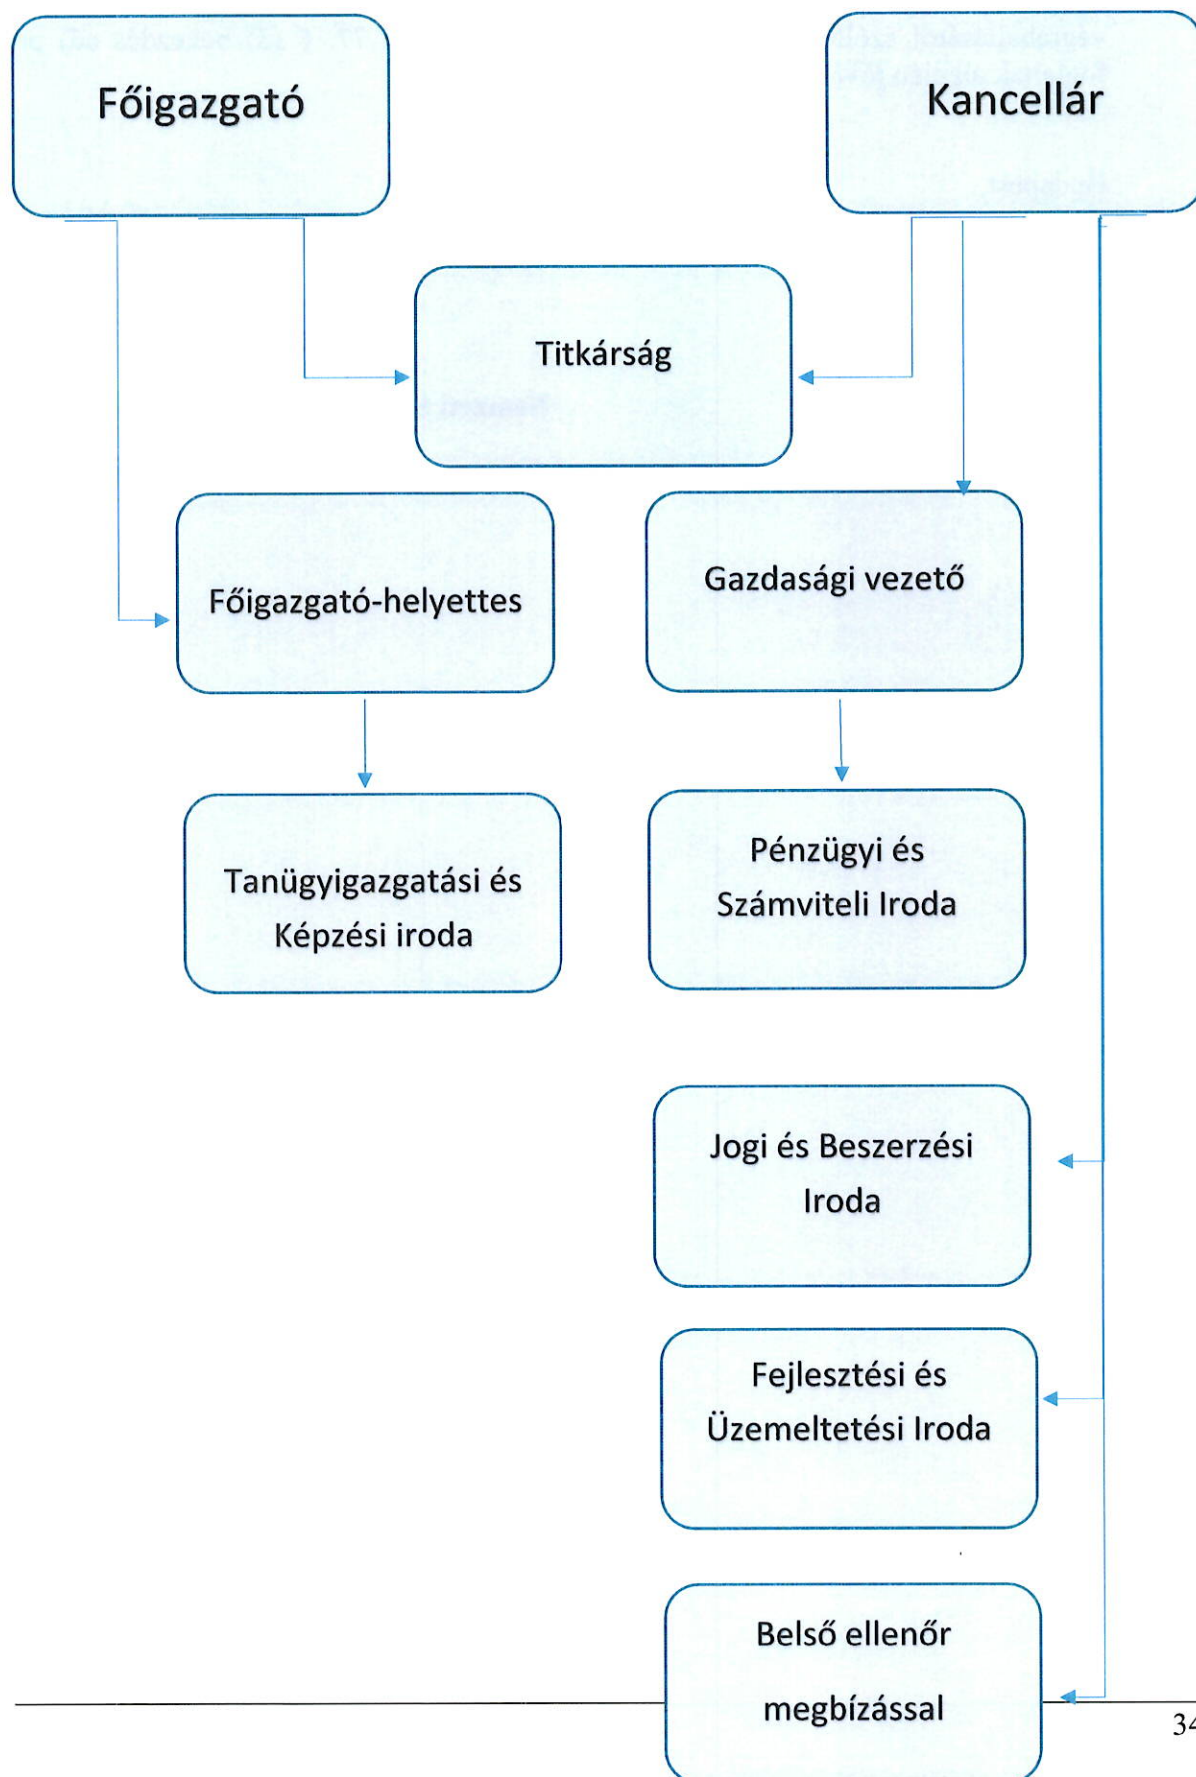 Főigazgató
Kancellár
Titkárság
Főigazgató-helyettes
Gazdasági vezető
Tanügyigazgatási és
Képzési iroda
Pénzügyi és
Számviteli Iroda
Jogi és Beszerzési
Iroda
Fejlesztési és
Üzemeltetési Iroda
Belső ellenőr
megbízással
34